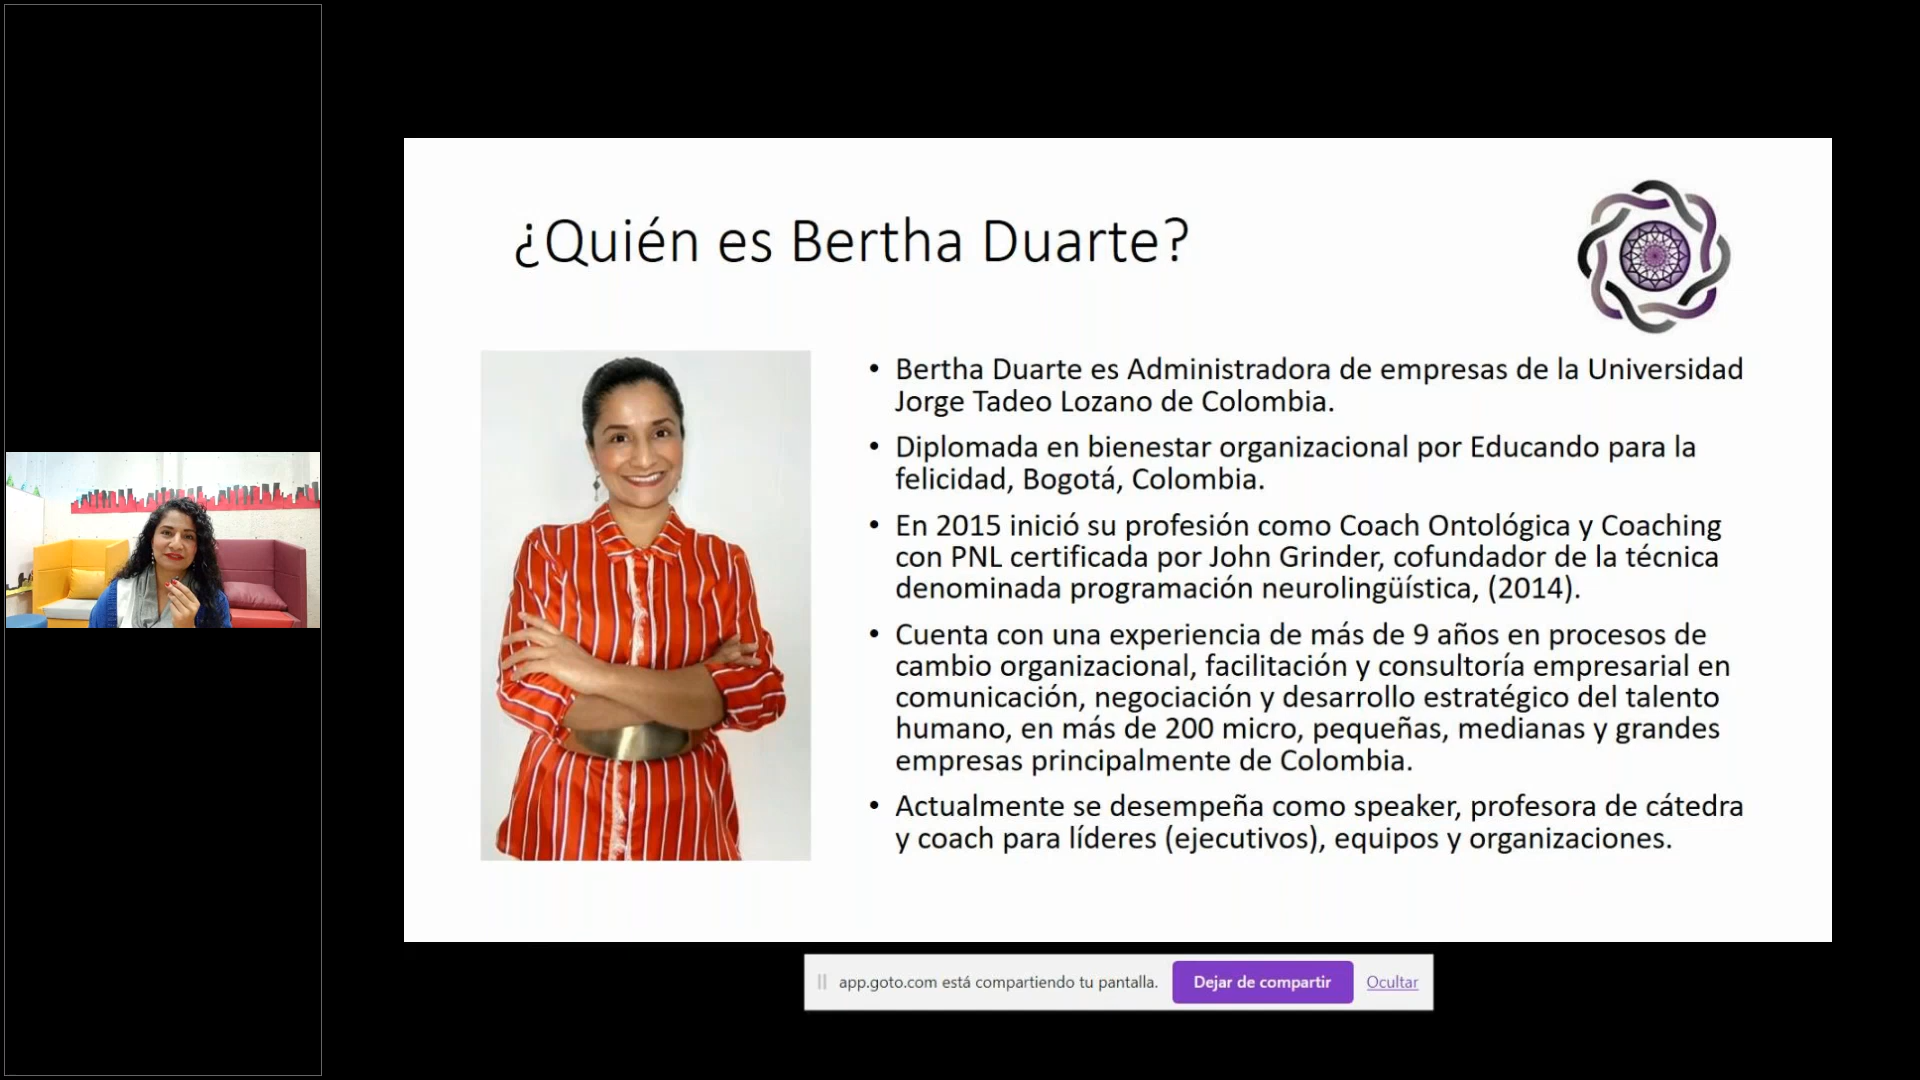 ¿Quién es Bertha Duarte?
• Bertha Duarte es Administradora de empresas de la Universidad
Jorge Tadeo Lozano de Colombia.
• Diplomada en bienestar organizacional por Educando para la
felicidad, Bogotá, Colombia.
• En 2015 inició su profesión como Coach Ontológica y Coaching
con PNL certificada por John Grinder, cofundador de la técnica
denominada programación neurolingüística, (2014).
• Cuenta con una experiencia de más de 9 años en procesos de
cambio organizacional, facilitación y consultoría empresarial en
comunicación, negociación y desarrollo estratégico del talento
humano, en más de 200 micro, pequeñas, medianas y grandes
empresas principalmente de Colombia.
• Actualmente se desempeña como speaker, profesora de cátedra
y coach para líderes (ejecutivos), equipos y organizaciones.
app.goto.com está compartiendo tu pantalla. Dejar de compartir Ocultar